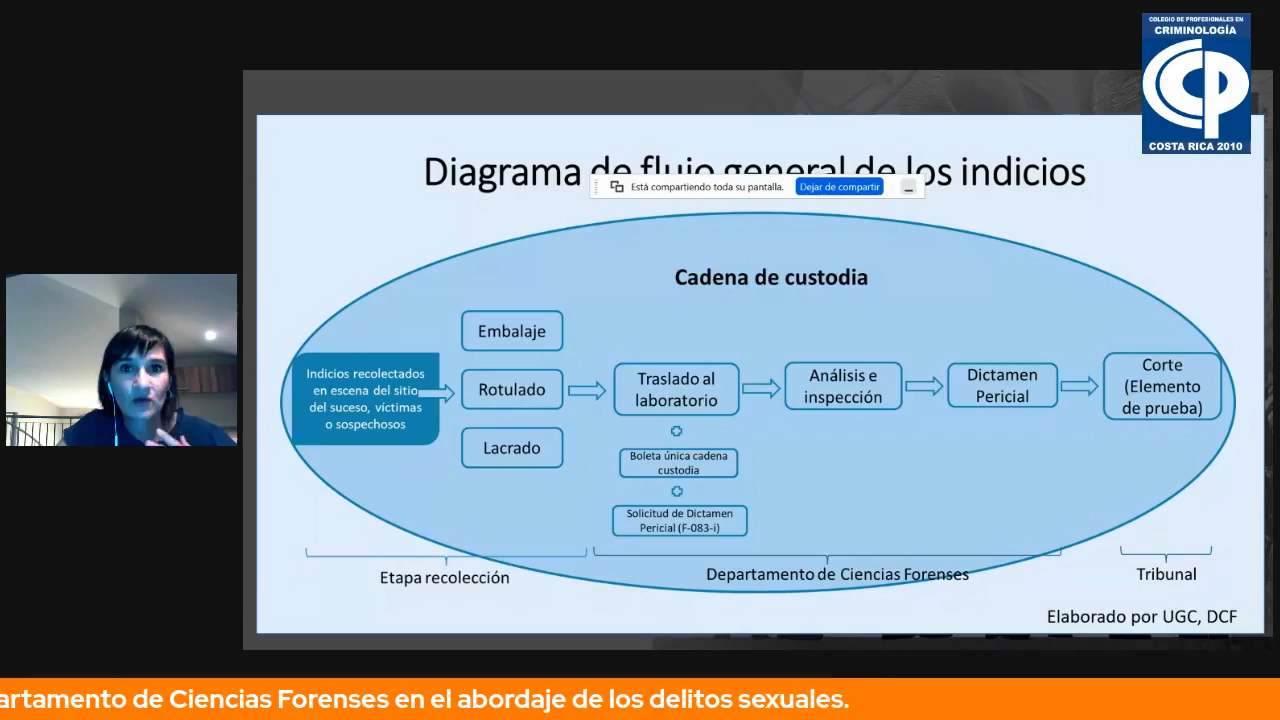 COLEGIO DE PROFESIONALES EN
CRIMINOLOGÍA
COSTA RICA 2010
Diagrama de flujo general de los indicios
Está compartiendo toda su pantalla.
Dejar de compartir
Cadena de custodia
Indicios recolectados
en escena del sitio
del suceso, víctimas
o sospechosos
Embalaje
Rotulado
Lacrado
Traslado al
laboratorio
Boleta única cadena
custodia
Solicitud de Dictamen
Pericial (F-083-i)
Análisis e
inspección
Dictamen
Pericial
Corte
(Elemento
de prueba)
Etapa recolección
Departamento de Ciencias Forenses
Tribunal
Elaborado por UGC, DCF
artamento de Ciencias Forenses en el abordaje de los delitos sexuales.